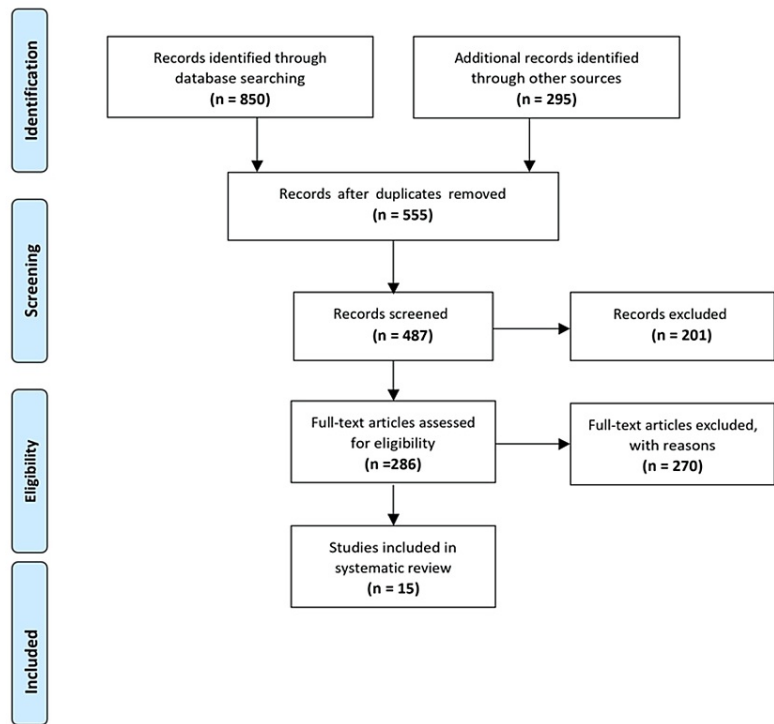 Identification
Records identified through
database searching
(n = 850)
Additional records identified
through other sources
(n = 295)
Records after duplicates removed
(n = 555)
Screening
Records screened
(n = 487)
Records excluded
(n = 201)
Eligibility
Full-text articles assessed
for eligibility
(n =286)
Full-text articles excluded,
with reasons
(n = 270)
Studies included in
systematic review
(n = 15)
Included